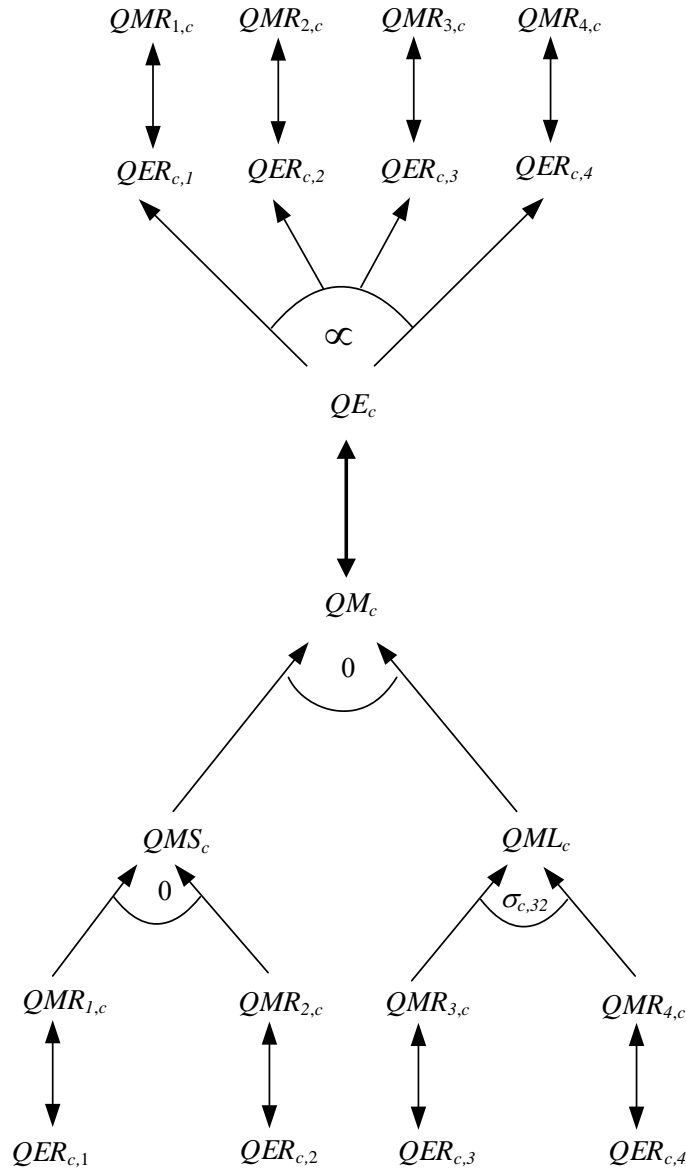 QMR1,c QMR2,c QMR3,c QMR4,c
QERc,1 QERc,2 QERc,3 QERc,4
∝
QEc
QMc
0
QMSc QMLc
0 σc,32
QMR1,c QMR2,c QMR3,c QMR4,c
QERc,1 QERc,2 QERc,3 QERc,4